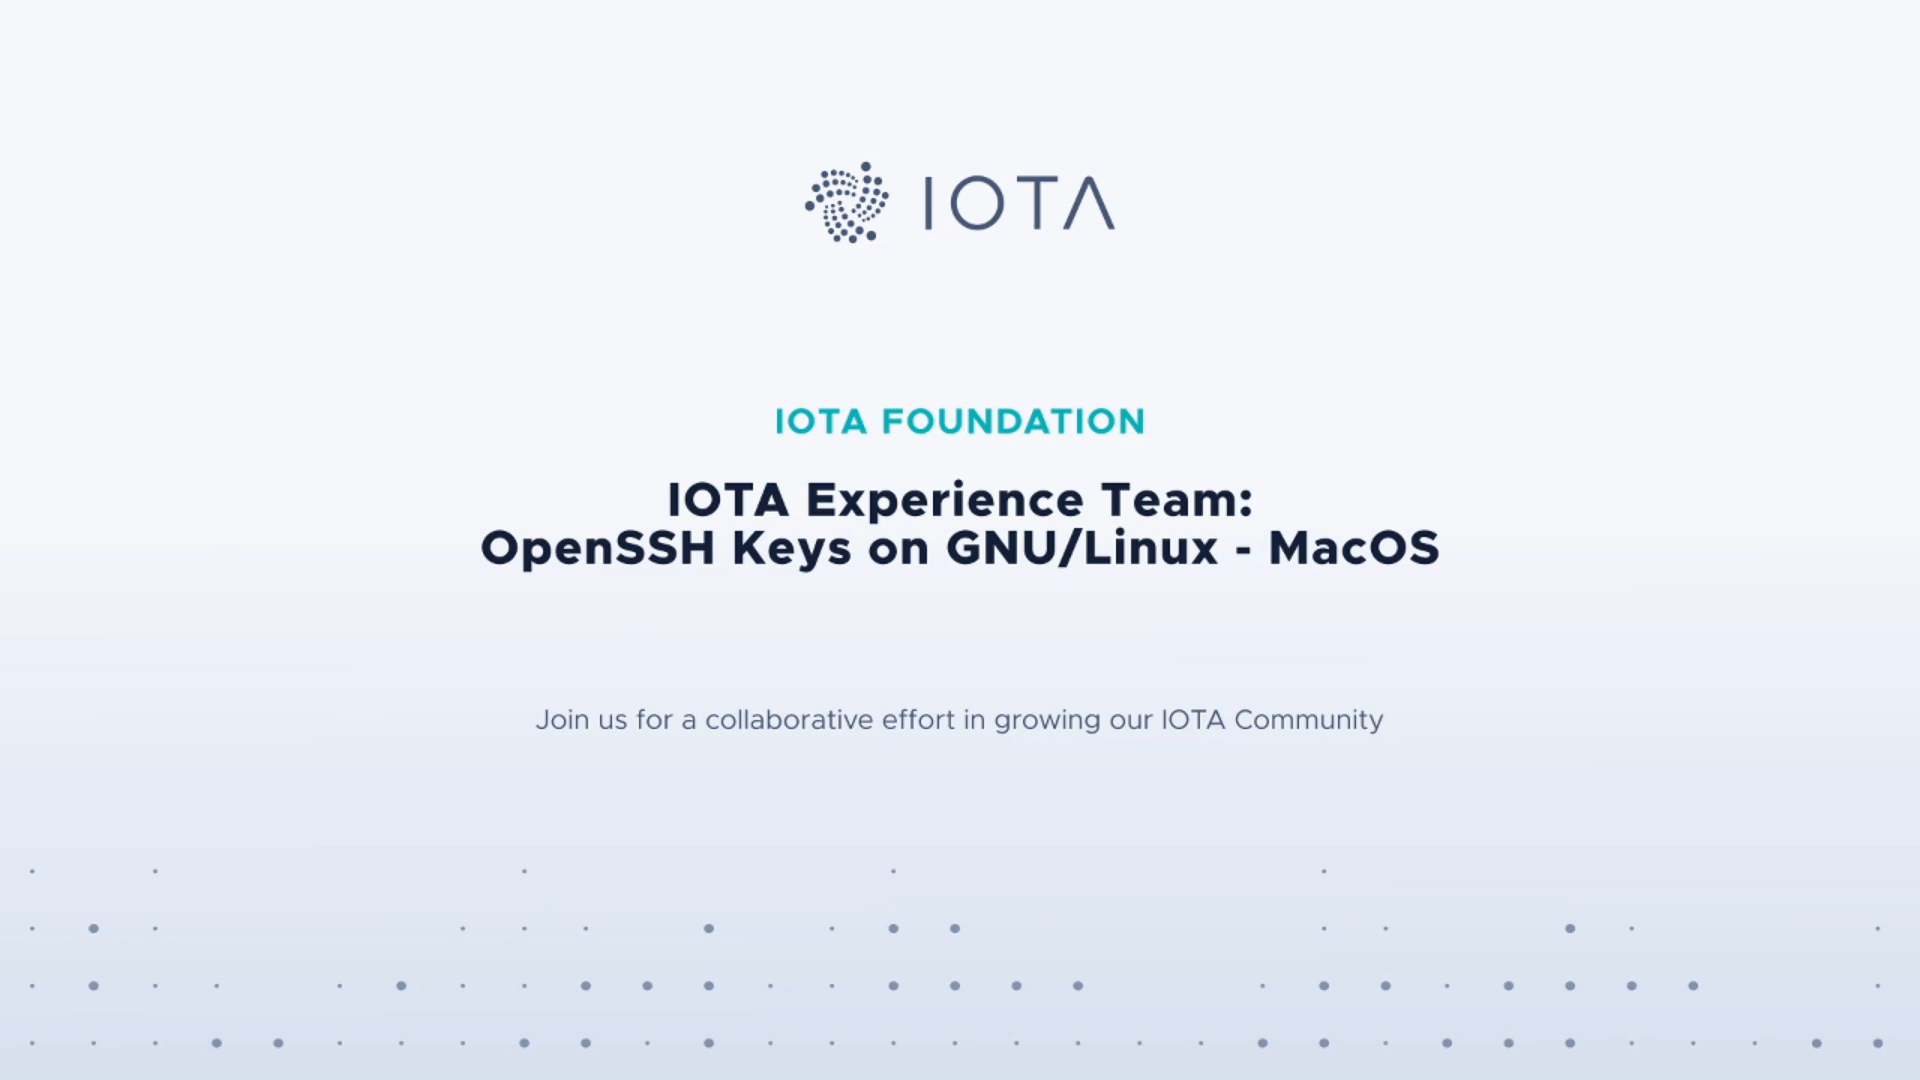 IOTA
IOTA FOUNDATION
IOTA Experience Team:
OpenSSH Keys on GNU/Linux - MacOS
Join us for a collaborative effort in growing our IOTA Community